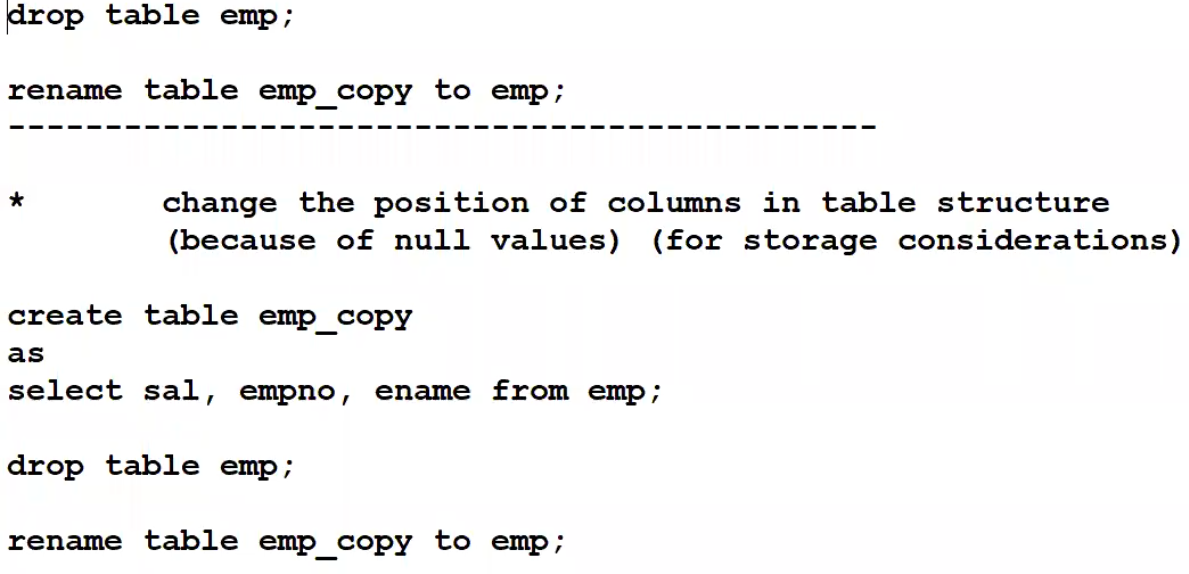 drop table emp;
rename table emp_copy to emp;
---------------------------------------------
* change the position of columns in table structure
(because of null values) (for storage considerations)
create table emp_copy
as
select sal, empno, ename from emp;
drop table emp;
rename table emp_copy to emp;